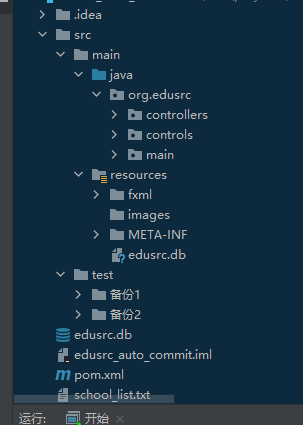 .idea
src
main
java
org.edusrc
controllers
controls
main
resources
fxml
images
META-INF
edusrc.db
test
备份1
备份2
edusrc.db
edusrc_auto_commit.iml
pom.xml
school_list.txt
运行:
开始